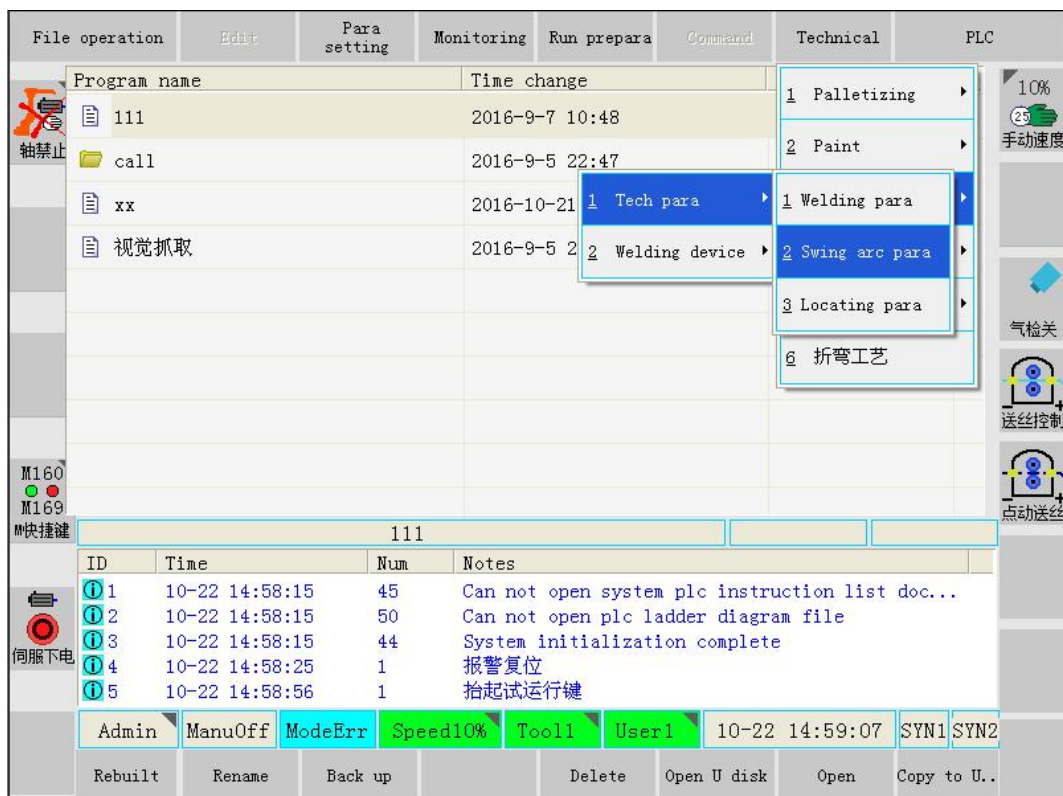 File operation
Edit
Para setting
Monitoring
Run prepara
Command
Technical
PLC
Program name
Time change
111
2016-9-7 10:48
call
2016-9-5 22:47
xx
2016-10-21
视觉抓取
2016-9-5 2
1 Palletizing
2 Paint
1 Tech para
2 Welding device
1 Welding para
2 Swing arc para
3 Locating para
6 折弯工艺
轴禁止
M160
M169
M快捷键
伺服下电
10%
25
手动速度
气检关
送丝控制
点动送丝
111
ID Time Num Notes
1 10-22 14:58:15 45 Can not open system plc instruction list doc...
2 10-22 14:58:15 50 Can not open plc ladder diagram file
3 10-22 14:58:15 44 System initialization complete
4 10-22 14:58:25 1 报警复位
5 10-22 14:58:56 1 抬起试运行键
Admin ManuOff ModeErr Speed10% Tool1 User1 10-22 14:59:07 SYN1 SYN2
Rebuilt Rename Back up Delete Open U disk Open Copy to U..